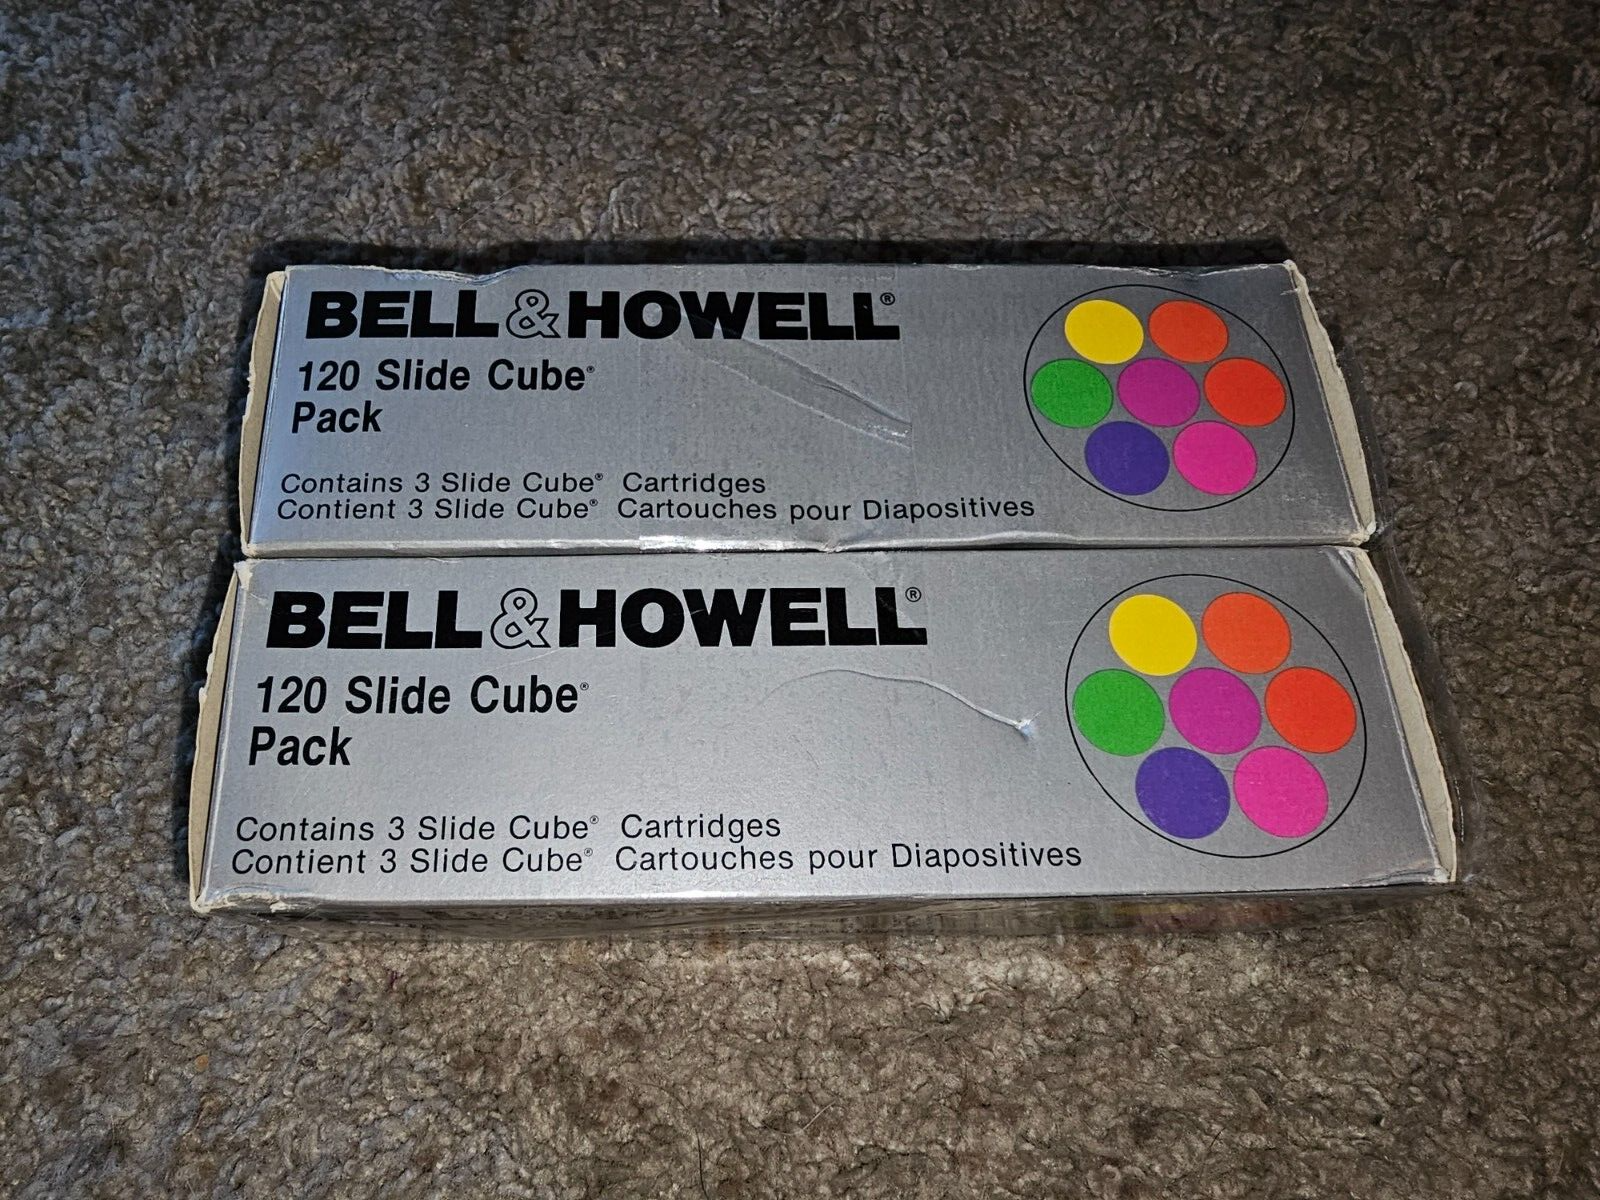 BELL & HOWELL®
120 Slide Cube®
Pack
Contains 3 Slide Cube® Cartridges
Contient 3 Slide Cube® Cartouches pour Diapositives
BELL & HOWELL®
120 Slide Cube®
Pack
Contains 3 Slide Cube® Cartridges
Contient 3 Slide Cube® Cartouches pour Diapositives